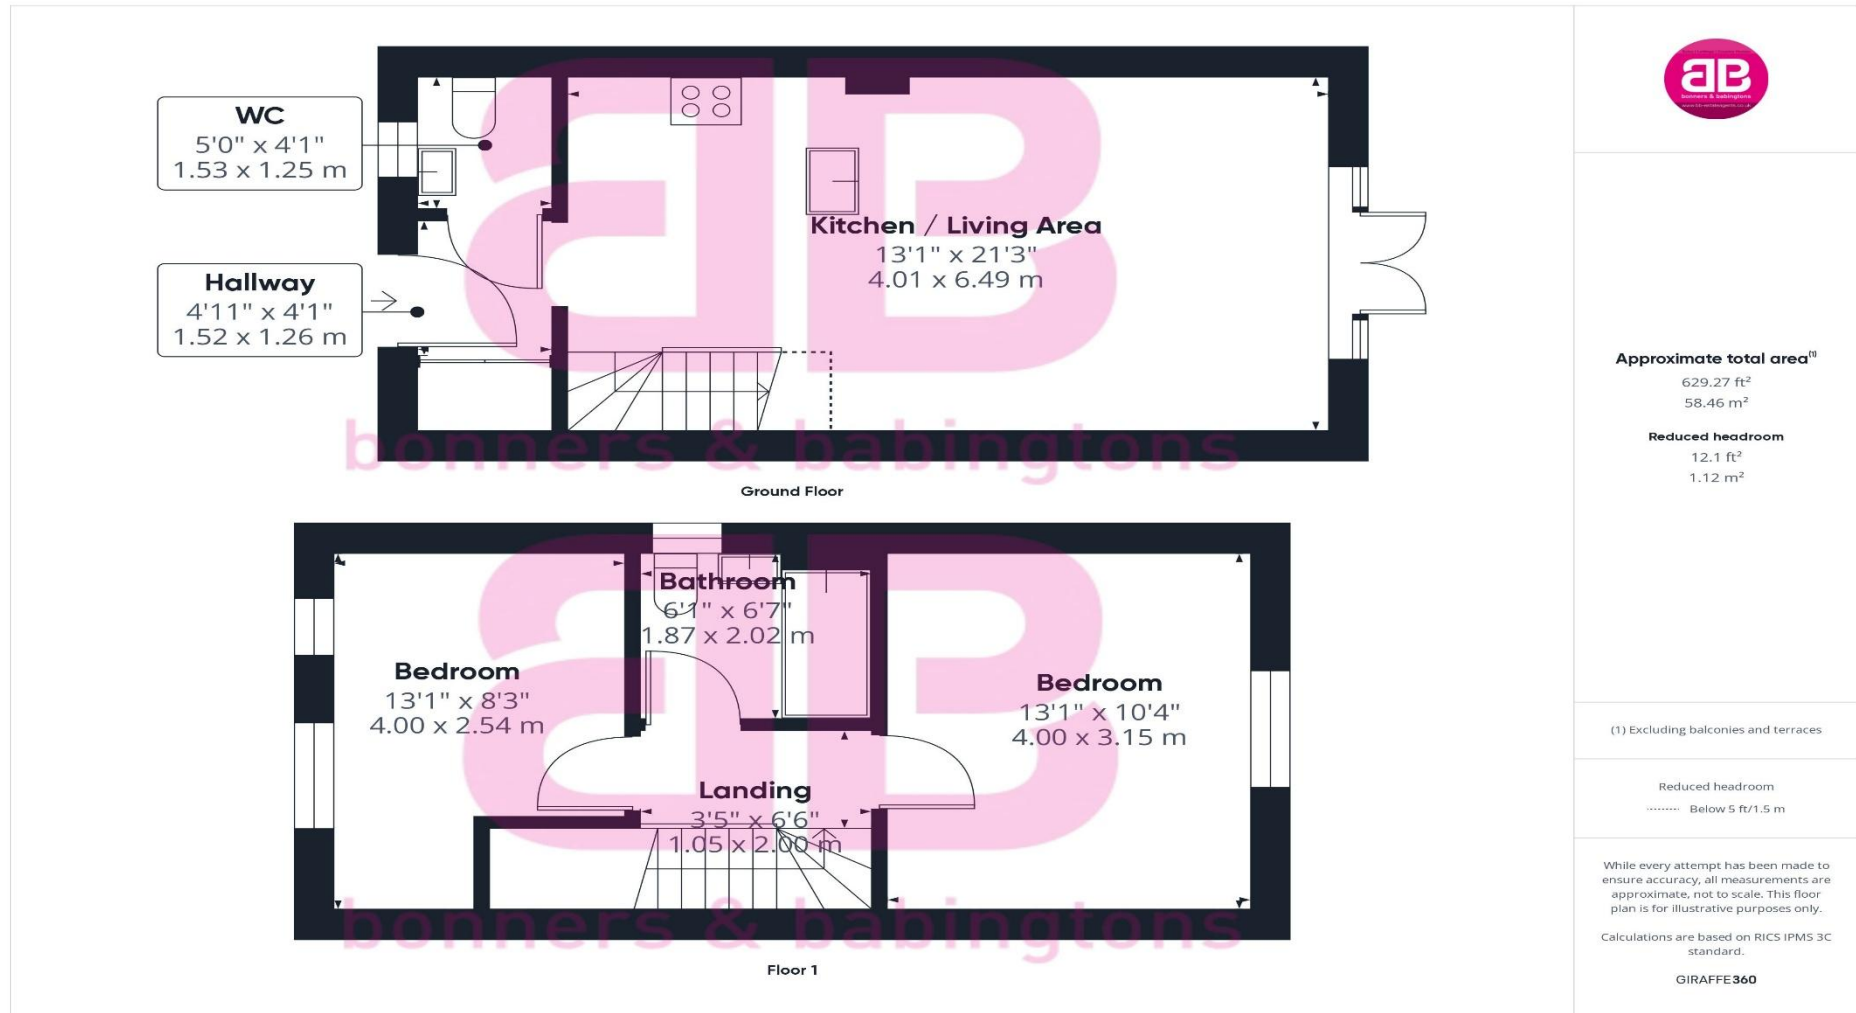 WC
5'0" x 4'1"
1.53 x 1.25 m
Hallway
4'11" x 4'1"
1.52 x 1.26 m
Kitchen / Living Area
13'1" x 21'3"
4.01 x 6.49 m
bonners & babingtons
Ground Floor
Bedroom
13'1" x 8'3"
4.00 x 2.54 m
Bathroom
6'1" x 6'7"
1.87 x 2.02 m
Bedroom
13'1" x 10'4"
4.00 x 3.15 m
Landing
3'5" x 6'6"
1.05 x 2.00 m
bonners & babingtons
Floor 1
bonners & babingtons
Approximate total area(1)
629.27 ft²
58.46 m²
Reduced headroom
12.1 ft²
1.12 m²
(1) Excluding balconies and terraces
Reduced headroom
Below 5 ft/1.5 m
While every attempt has been made to
ensure accuracy, all measurements are
approximate, not to scale. This floor
plan is for illustrative purposes only.
Calculations are based on RICS IPMS 3C
standard.
GIRAFFE360